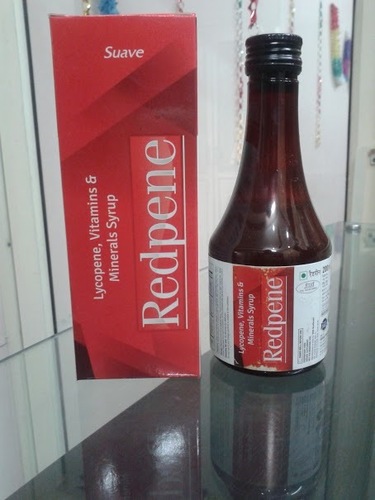 Suave
Lycopene, Vitamins &
Minerals Syrup
Redpene
Lycopene, Vitamins &
Minerals Syrup
Redpene